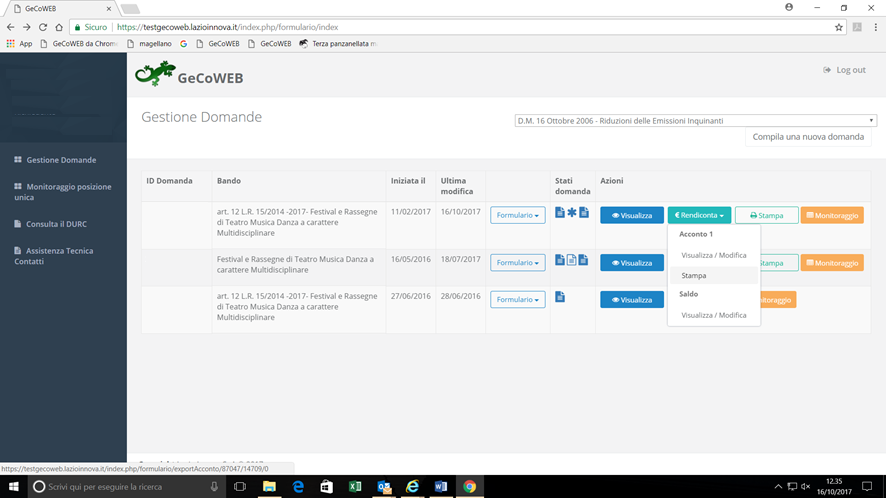 GeCoWEB
Sicuro | https://testgecoweb.lazioinnova.it/index.php/formulario/index
App GeCoWEB da Chrom magellano GeCoWEB GeCoWEB Terza panzanellata m
GeCoWEB
Log out
Gestione Domande
D.M. 16 Ottobre 2006 - Riduzioni delle Emissioni Inquinanti
Compila una nuova domanda
Gestione Domande
Monitoraggio posizione
unica
Consulta il DURC
Assistenza Tecnica
Contatti
ID Domanda Bando Iniziata il Ultima modifica Stati domanda Azioni
art. 12 L.R. 15/2014 -2017- Festival e Rassegne
di Teatro Musica Danza a carattere
Multidisciplinare
11/02/2017 16/10/2017 Formulario Visualizza € Rendiconta Stampa Monitoraggio
Acconto 1
Visualizza / Modifica
Stampa
Saldo
Visualizza / Modifica
Festival e Rassegne di Teatro Musica Danza a
carattere Multidisciplinare
16/05/2016 18/07/2017 Formulario Visualizza Stampa Monitoraggio
art. 12 L.R. 15/2014 -2017- Festival e Rassegne
di Teatro Musica Danza a carattere
Multidisciplinare
27/06/2016 28/06/2016 Formulario Visualizza nitoraggio
https://testgecoweb.lazioinnova.it/index.php/formulario/exportAcconto/87047/14709/0
Scrivi qui per eseguire la ricerca
12.35
16/10/2017